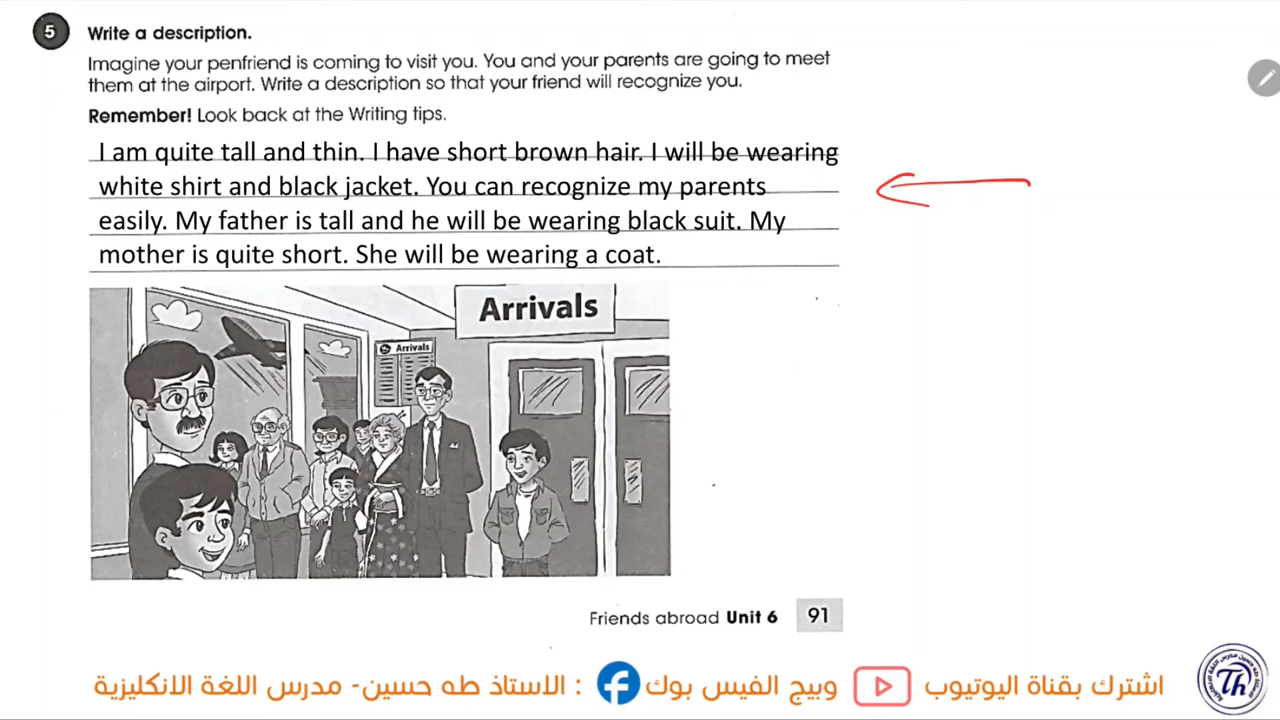 5 Write a description.
Imagine your penfriend is coming to visit you. You and your parents are going to meet
them at the airport. Write a description so that your friend will recognize you.
Remember! Look back at the Writing tips.
I am quite tall and thin. I have short brown hair. I will be wearing
white shirt and black jacket. You can recognize my parents
easily. My father is tall and he will be wearing black suit. My
mother is quite short. She will be wearing a coat.
Arrivals
Arrivals
Friends abroad Unit 6 91
اشترك بقناة اليوتيوب وبيج الفيس بوك : الاستاذ طه حسين- مدرس اللغة الانكليزية
Th